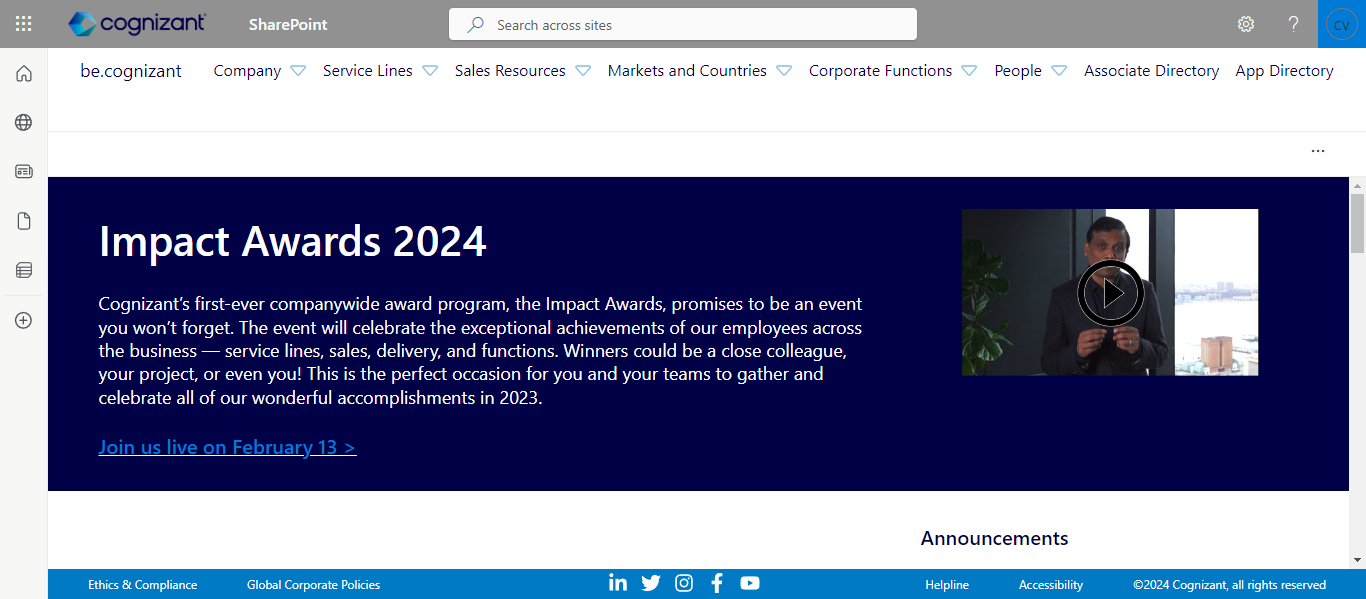 cognizant SharePoint Search across sites ? CV
be.cognizant Company Service Lines Sales Resources Markets and Countries Corporate Functions People Associate Directory App Directory
...
Impact Awards 2024
Cognizant’s first-ever companywide award program, the Impact Awards, promises to be an event
you won’t forget. The event will celebrate the exceptional achievements of our employees across
the business — service lines, sales, delivery, and functions. Winners could be a close colleague,
your project, or even you! This is the perfect occasion for you and your teams to gather and
celebrate all of our wonderful accomplishments in 2023.
Join us live on February 13 >
Announcements
Ethics & Compliance Global Corporate Policies Helpline Accessibility ©2024 Cognizant, all rights reserved